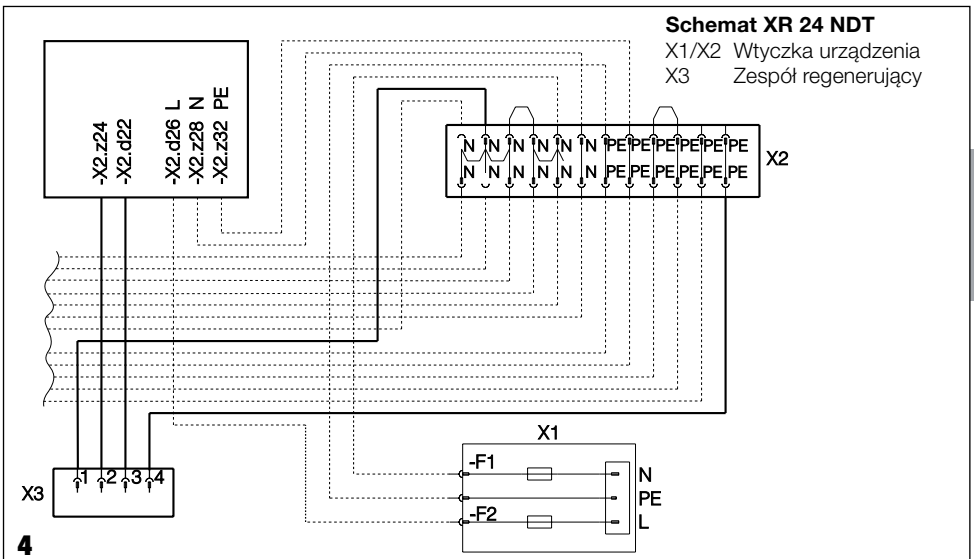 Schemat XR 24 NDT
X1/X2 Wtyczka urządzenia
X3 Zespół regenerujący
-X2.z24
-X2.d22
-X2.d26 L
-X2.z28 N
-X2.z32 PE
N N N N N N PE PE PE PE PE PE
N N N N N N PE PE PE PE PE PE
X2
X1
-F1
N
PE
-F2
L
X3
1 2 3 4
4